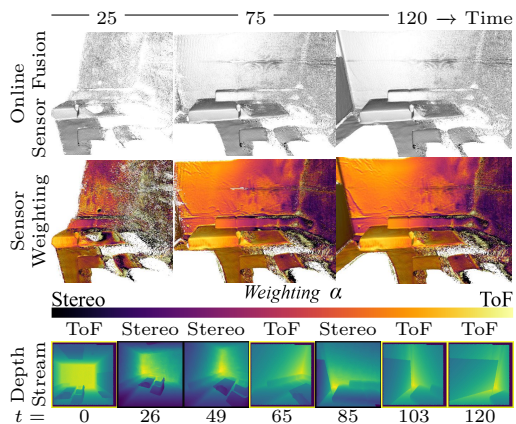 25 75 120 → Time
Online
Sensor Fusion
Sensor
Weighting
Weighting α
Stereo ToF
ToF Stereo Stereo ToF Stereo ToF ToF
Depth
Stream
t = 0 26 49 65 85 103 120